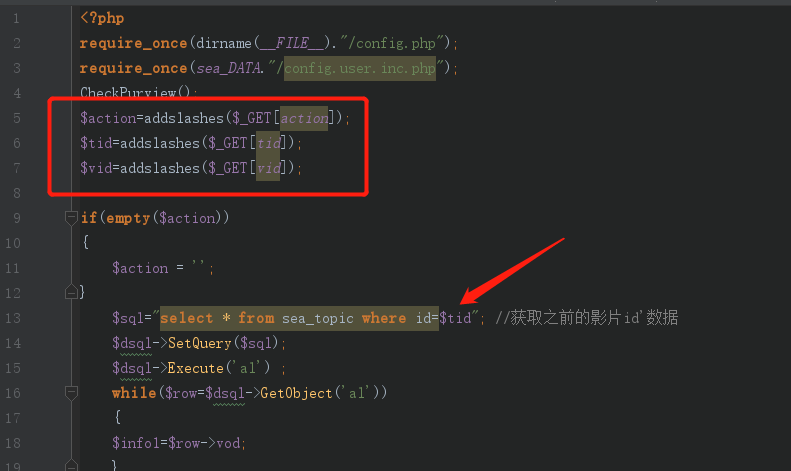 1 <?php
2 require_once(dirname(__FILE__)."/config.php");
3 require_once(sea_DATA."/config.user.inc.php");
4 CheckPurview();
5 $action=addslashes($_GET[action]);
6 $tid=addslashes($_GET[tid]);
7 $vid=addslashes($_GET[vid]);
8
9 if(empty($action))
10 {
11 $action = '';
12 }
13 $sql="select * from sea_topic where id=$tid"; //获取之前的影片id'数据
14 $dsql->SetQuery($sql);
15 $dsql->Execute('al') ;
16 while($row=$dsql->GetObject('al'))
17 {
18 $info1=$row->vod;
19 }